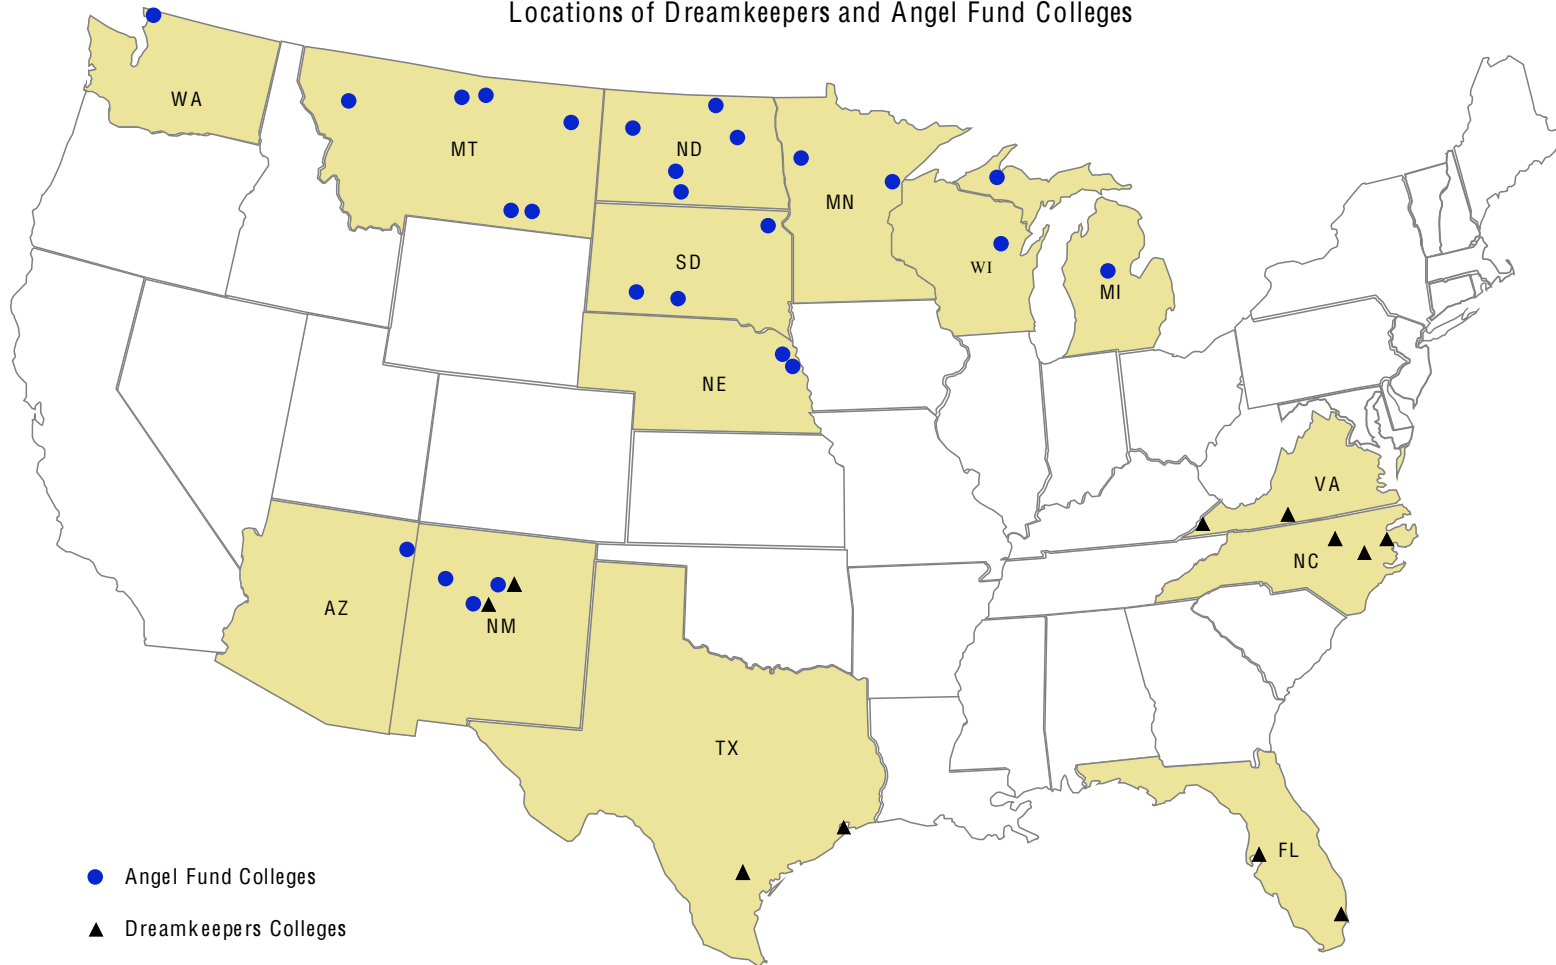 Locations of Dreamkeepers and Angel Fund Colleges
WA
MT
ND
MN
SD
WI
MI
NE
VA
NC
AZ
NM
TX
FL
Angel Fund Colleges
Dreamkeepers Colleges